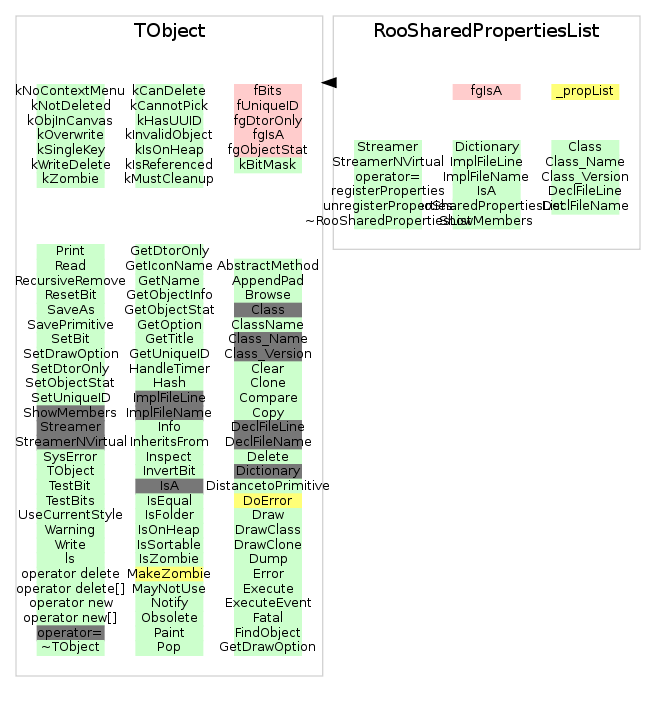 TObject
kNoContextMenu
kNotDeleted
kObjInCanvas
kOverwrite
kSingleKey
kWriteDelete
kZombie
kCanDelete
kCannotPick
kHasUUID
kInvalidObject
kIsOnHeap
kIsReferenced
kMustCleanup
fBits
fUniqueID
fgDtorOnly
fgIsA
fgObjectStat
kBitMask
Print
Read
RecursiveRemove
ResetBit
SaveAs
SavePrimitive
SetBit
SetDrawOption
SetDtorOnly
SetObjectStat
SetUniqueID
ShowMembers
Streamer
StreamerNVirtual
SysError
TObject
TestBit
TestBits
UseCurrentStyle
Warning
Write
ls
operator delete
operator delete[]
operator new
operator new[]
operator=
~TObject
GetDtorOnly
GetIconName
GetName
GetObjectInfo
GetObjectStat
GetOption
GetTitle
GetUniqueID
HandleTimer
Hash
ImplFileLine
ImplFileName
Info
InheritsFrom
Inspect
InvertBit
IsA
IsEqual
IsFolder
IsOnHeap
IsSortable
IsZombie
MakeZombie
MayNotUse
Notify
Obsolete
Paint
Pop
AbstractMethod
AppendPad
Browse
Class
ClassName
Class_Name
Class_Version
Clear
Clone
Compare
Copy
DeclFileLine
DeclFileName
Delete
Dictionary
DistancetoPrimitive
DoError
Draw
DrawClass
DrawClone
Dump
Error
Execute
ExecuteEvent
Fatal
FindObject
GetDrawOption
RooSharedPropertiesList
fgIsA
_propList
Streamer
StreamerNVirtual
operator=
registerProperties
unregisterProperties
~RooSharedPropertiesList
Dictionary
ImplFileLine
ImplFileName
IsA
RooSharedPropertiesList
ShowMembers
Class
Class_Name
Class_Version
DeclFileLine
DeclFileName